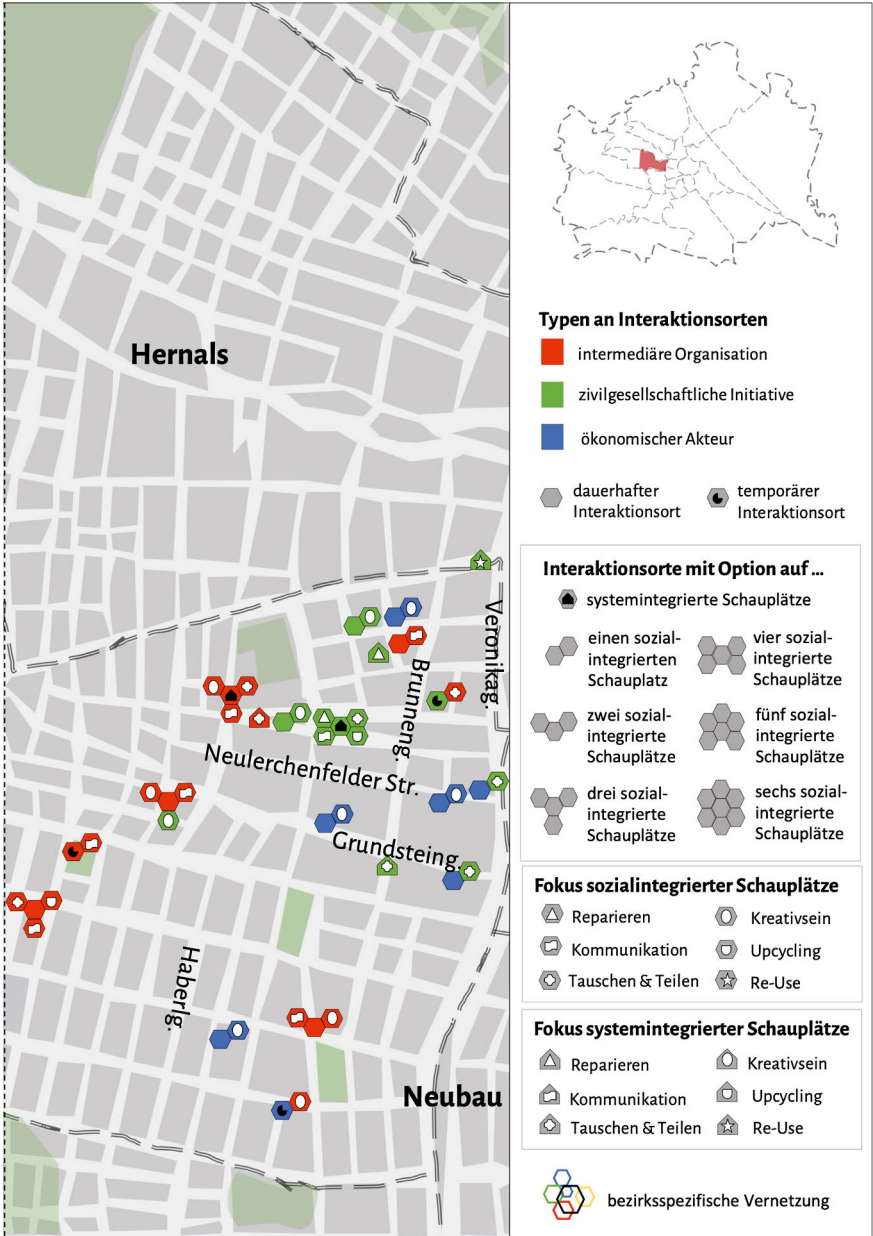 Hernals
Veronikag.
Brunneng.
Neulerchenfelder Str.
Grundsteing.
Haberlg.
Neubau
Typen an Interaktionsorten
intermediäre Organisation
zivilgesellschaftliche Initiative
ökonomischer Akteur
dauerhafter
Interaktionsort
temporärer
Interaktionsort
Interaktionsorte mit Option auf ...
systemintegrierte Schauplätze
einen sozial-
integrierten
Schauplatz
vier sozial-
integrierte
Schauplätze
zwei sozial-
integrierte
Schauplätze
fünf sozial-
integrierte
Schauplätze
drei sozial-
integrierte
Schauplätze
sechs sozial-
integrierte
Schauplätze
Fokus sozialintegrierter Schauplätze
Reparieren
Kreativsein
Kommunikation
Upcycling
Tauschen & Teilen
Re-Use
Fokus systemintegrierter Schauplätze
Reparieren
Kreativsein
Kommunikation
Upcycling
Tauschen & Teilen
Re-Use
bezirksspezifische Vernetzung